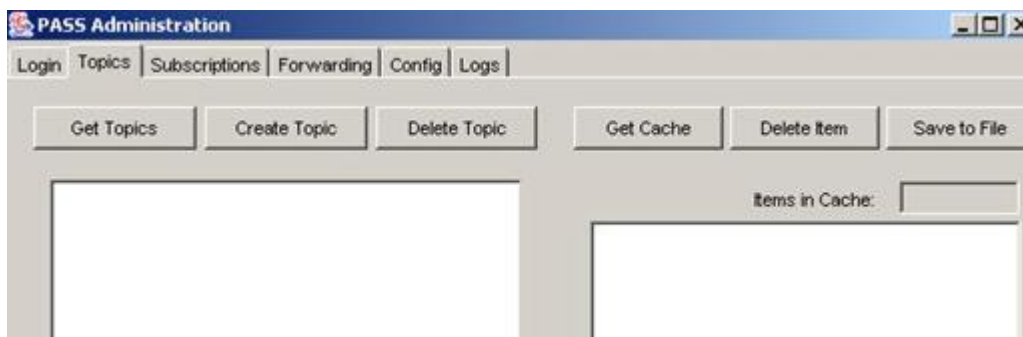 PASS Administration
Login Topics Subscriptions Forwarding Config Logs
Get Topics Create Topic Delete Topic Get Cache Delete Item Save to File
Items in Cache: